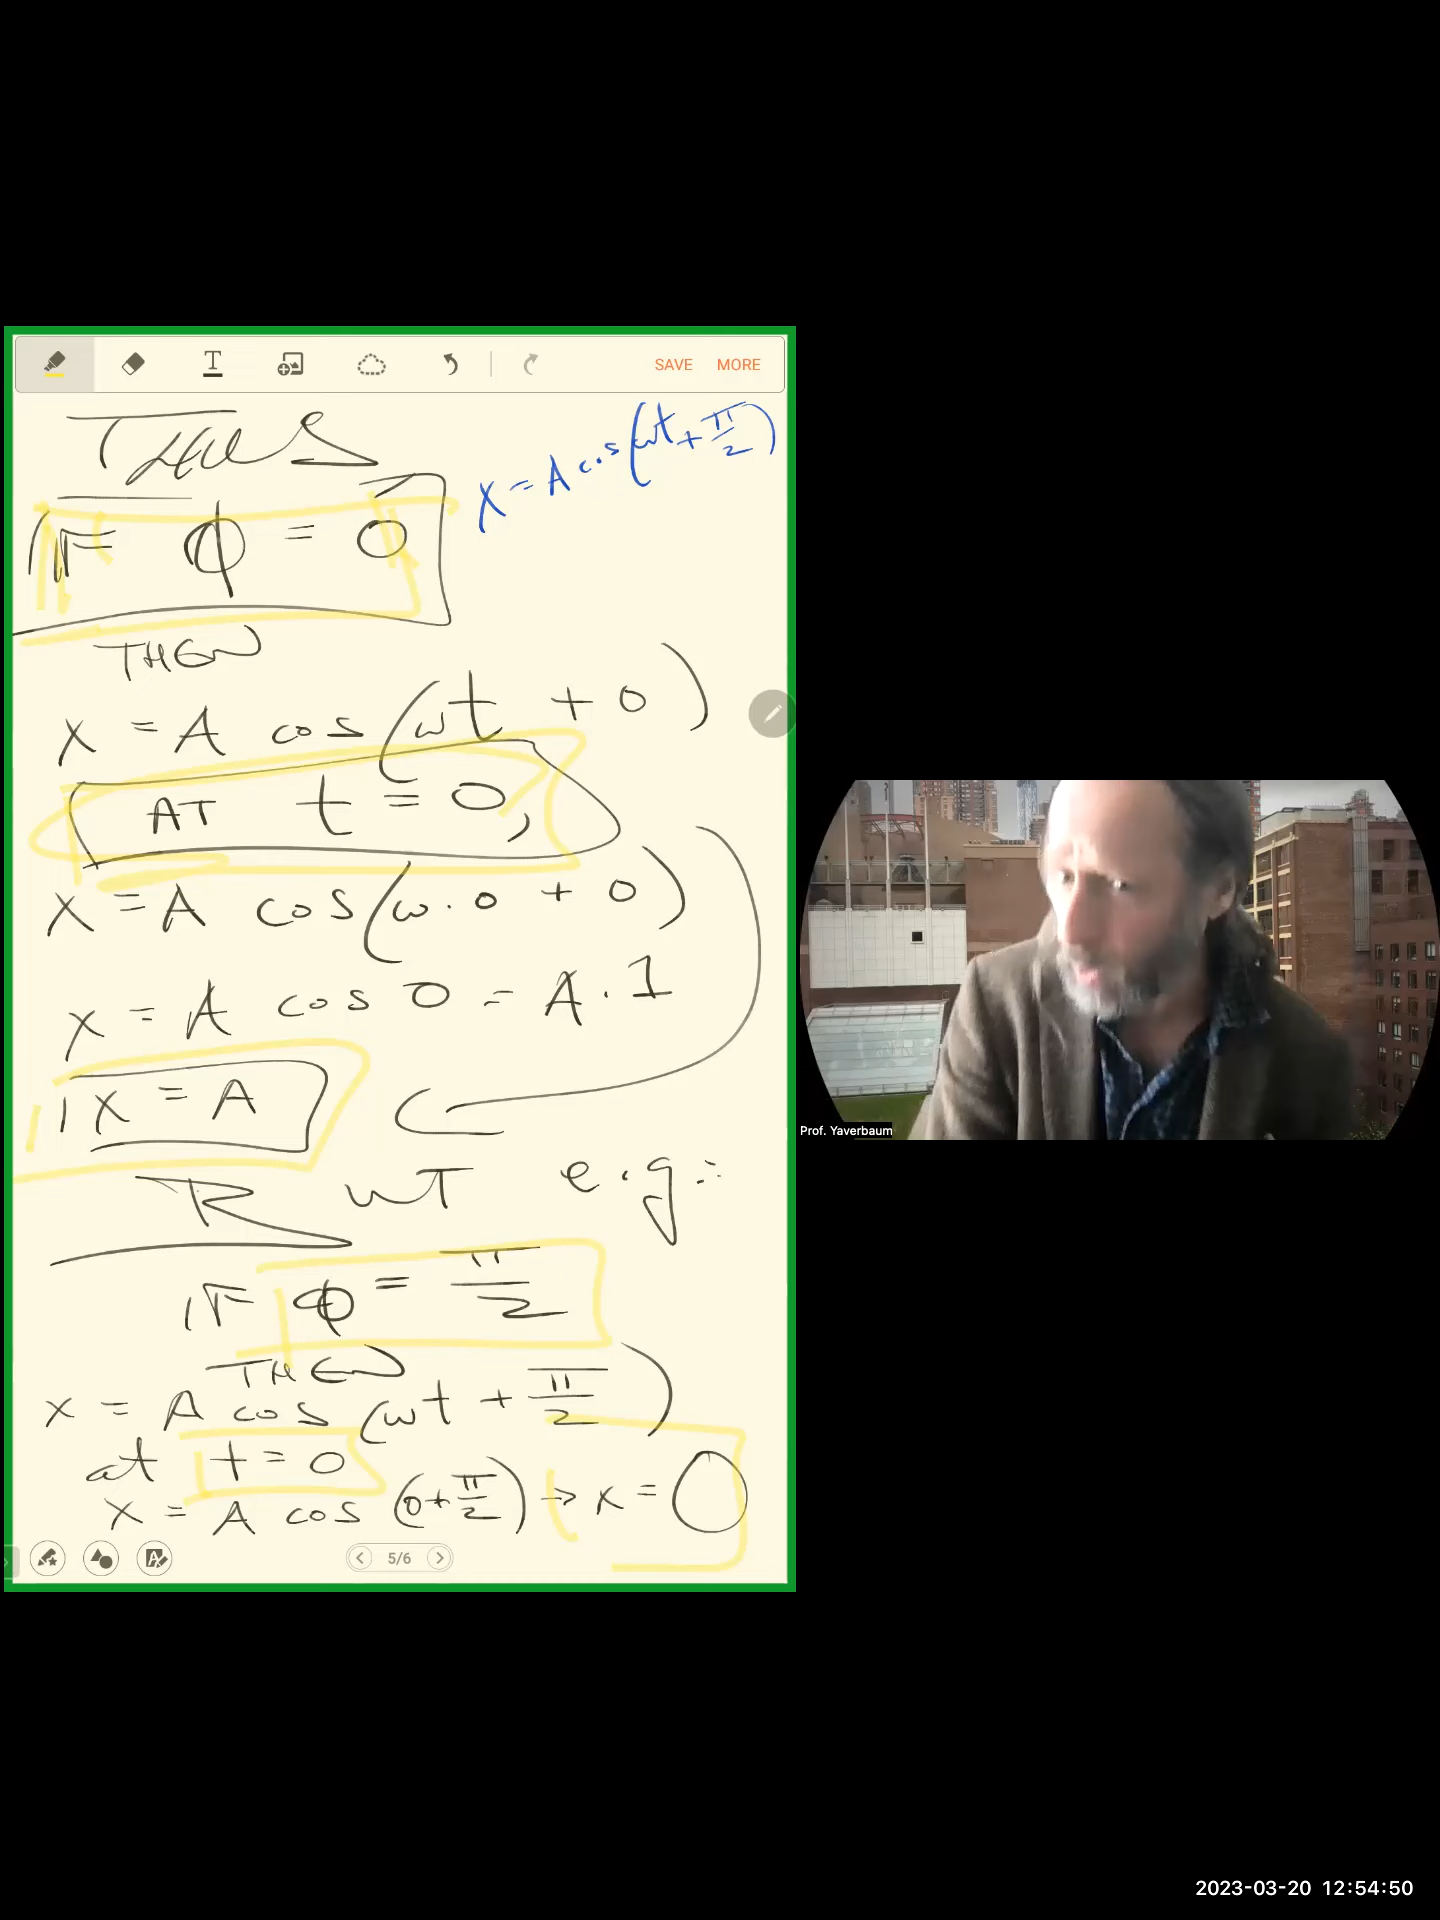 SAVE MORE
THUS
x = A cos(ωt + π/2)
IF ϕ = 0
THEN
x = A cos(ωt + 0)
AT t = 0,
x = A cos(ω·0 + 0)
x = A cos 0 = A·1
x = A
e.g.:
IF ϕ = π/2
THEN
x = A cos(ωt + π/2)
at t = 0
x = A cos(0+π/2) → x = 0
5/6
Prof. Yaverbaum
2023-03-20 12:54:50